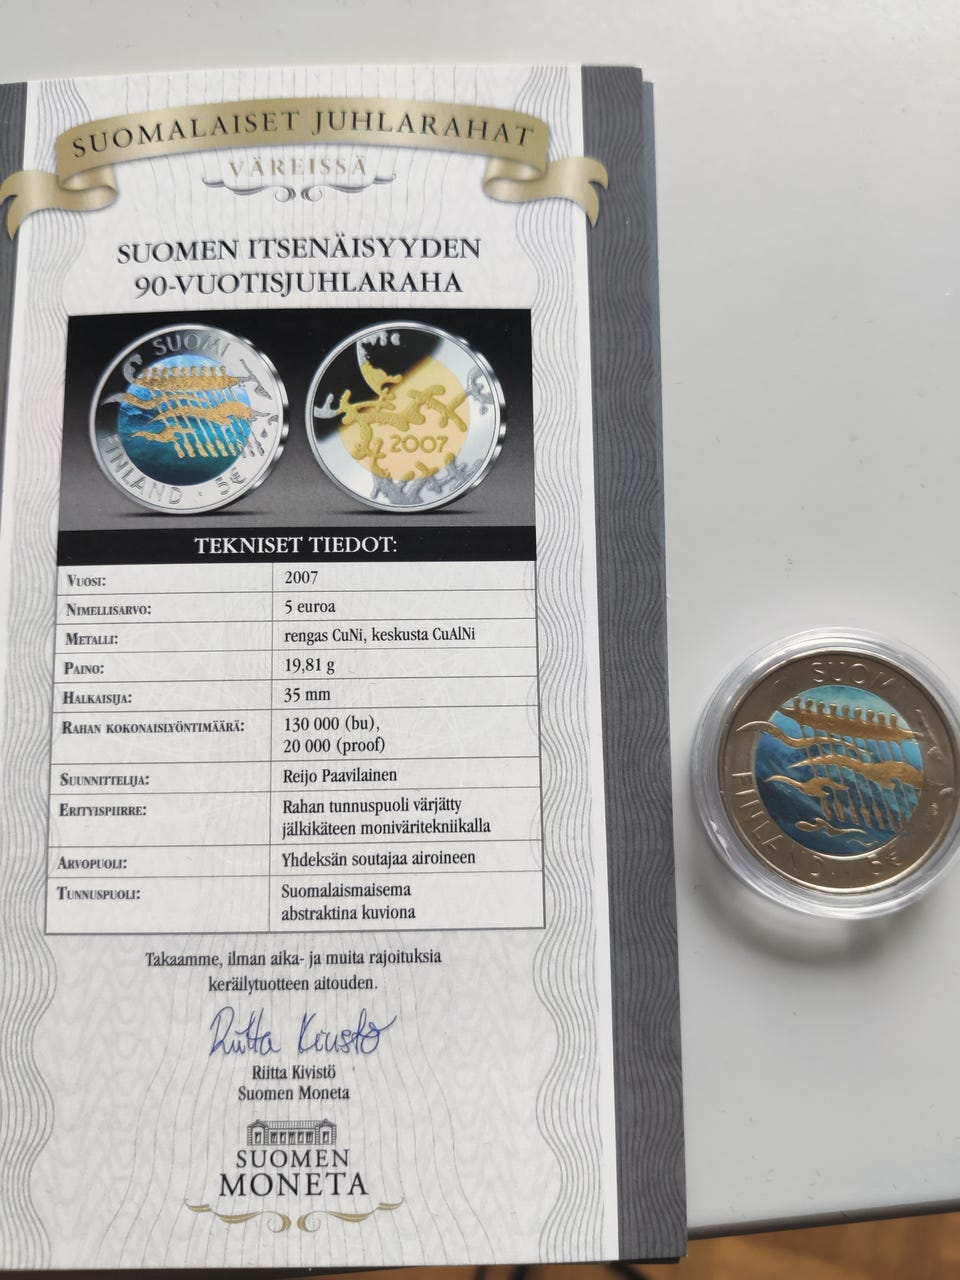 SUOMALAISET JUHLARAHAT
VÄREISSÄ
SUOMEN ITSENÄISYYDEN
90-VUOTISJUHLARAHA
SUOMI
FINLAND · 5€
2007
TEKNISET TIEDOT:
VUOSI: 2007
NIMELLISARVO: 5 euroa
METALLI: rengas CuNi, keskusta CuAlNi
PAINO: 19,81 g
HALKAISIJA: 35 mm
RAHAN KOKONAISLYÖNTIMÄÄRÄ: 130 000 (bu),
20 000 (proof)
SUUNNITTELIJA: Reijo Paavilainen
ERITYISPIIRRE: Rahan tunnuspuoli värjätty
jälkikäteen moniväritekniikalla
ARVOPUOLI: Yhdeksän soutajaa airoineen
TUNNUSPUOLI: Suomalaismaisema
abstraktina kuviona
Takaamme, ilman aika- ja muita rajoituksia
keräilytuotteen aitouden.
Riitta Kivistö
Riitta Kivistö
Suomen Moneta
SUOMEN
MONETA
SUOMI
FINLAND · 5€